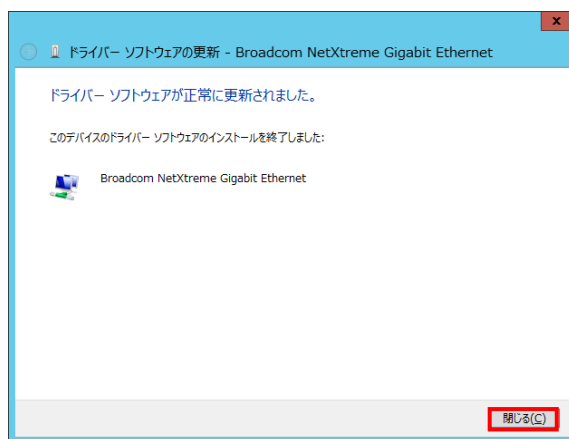 x
ドライバー ソフトウェアの更新 - Broadcom NetXtreme Gigabit Ethernet
ドライバー ソフトウェアが正常に更新されました。
このデバイスのドライバー ソフトウェアのインストールを終了しました:
Broadcom NetXtreme Gigabit Ethernet
閉じる(C)